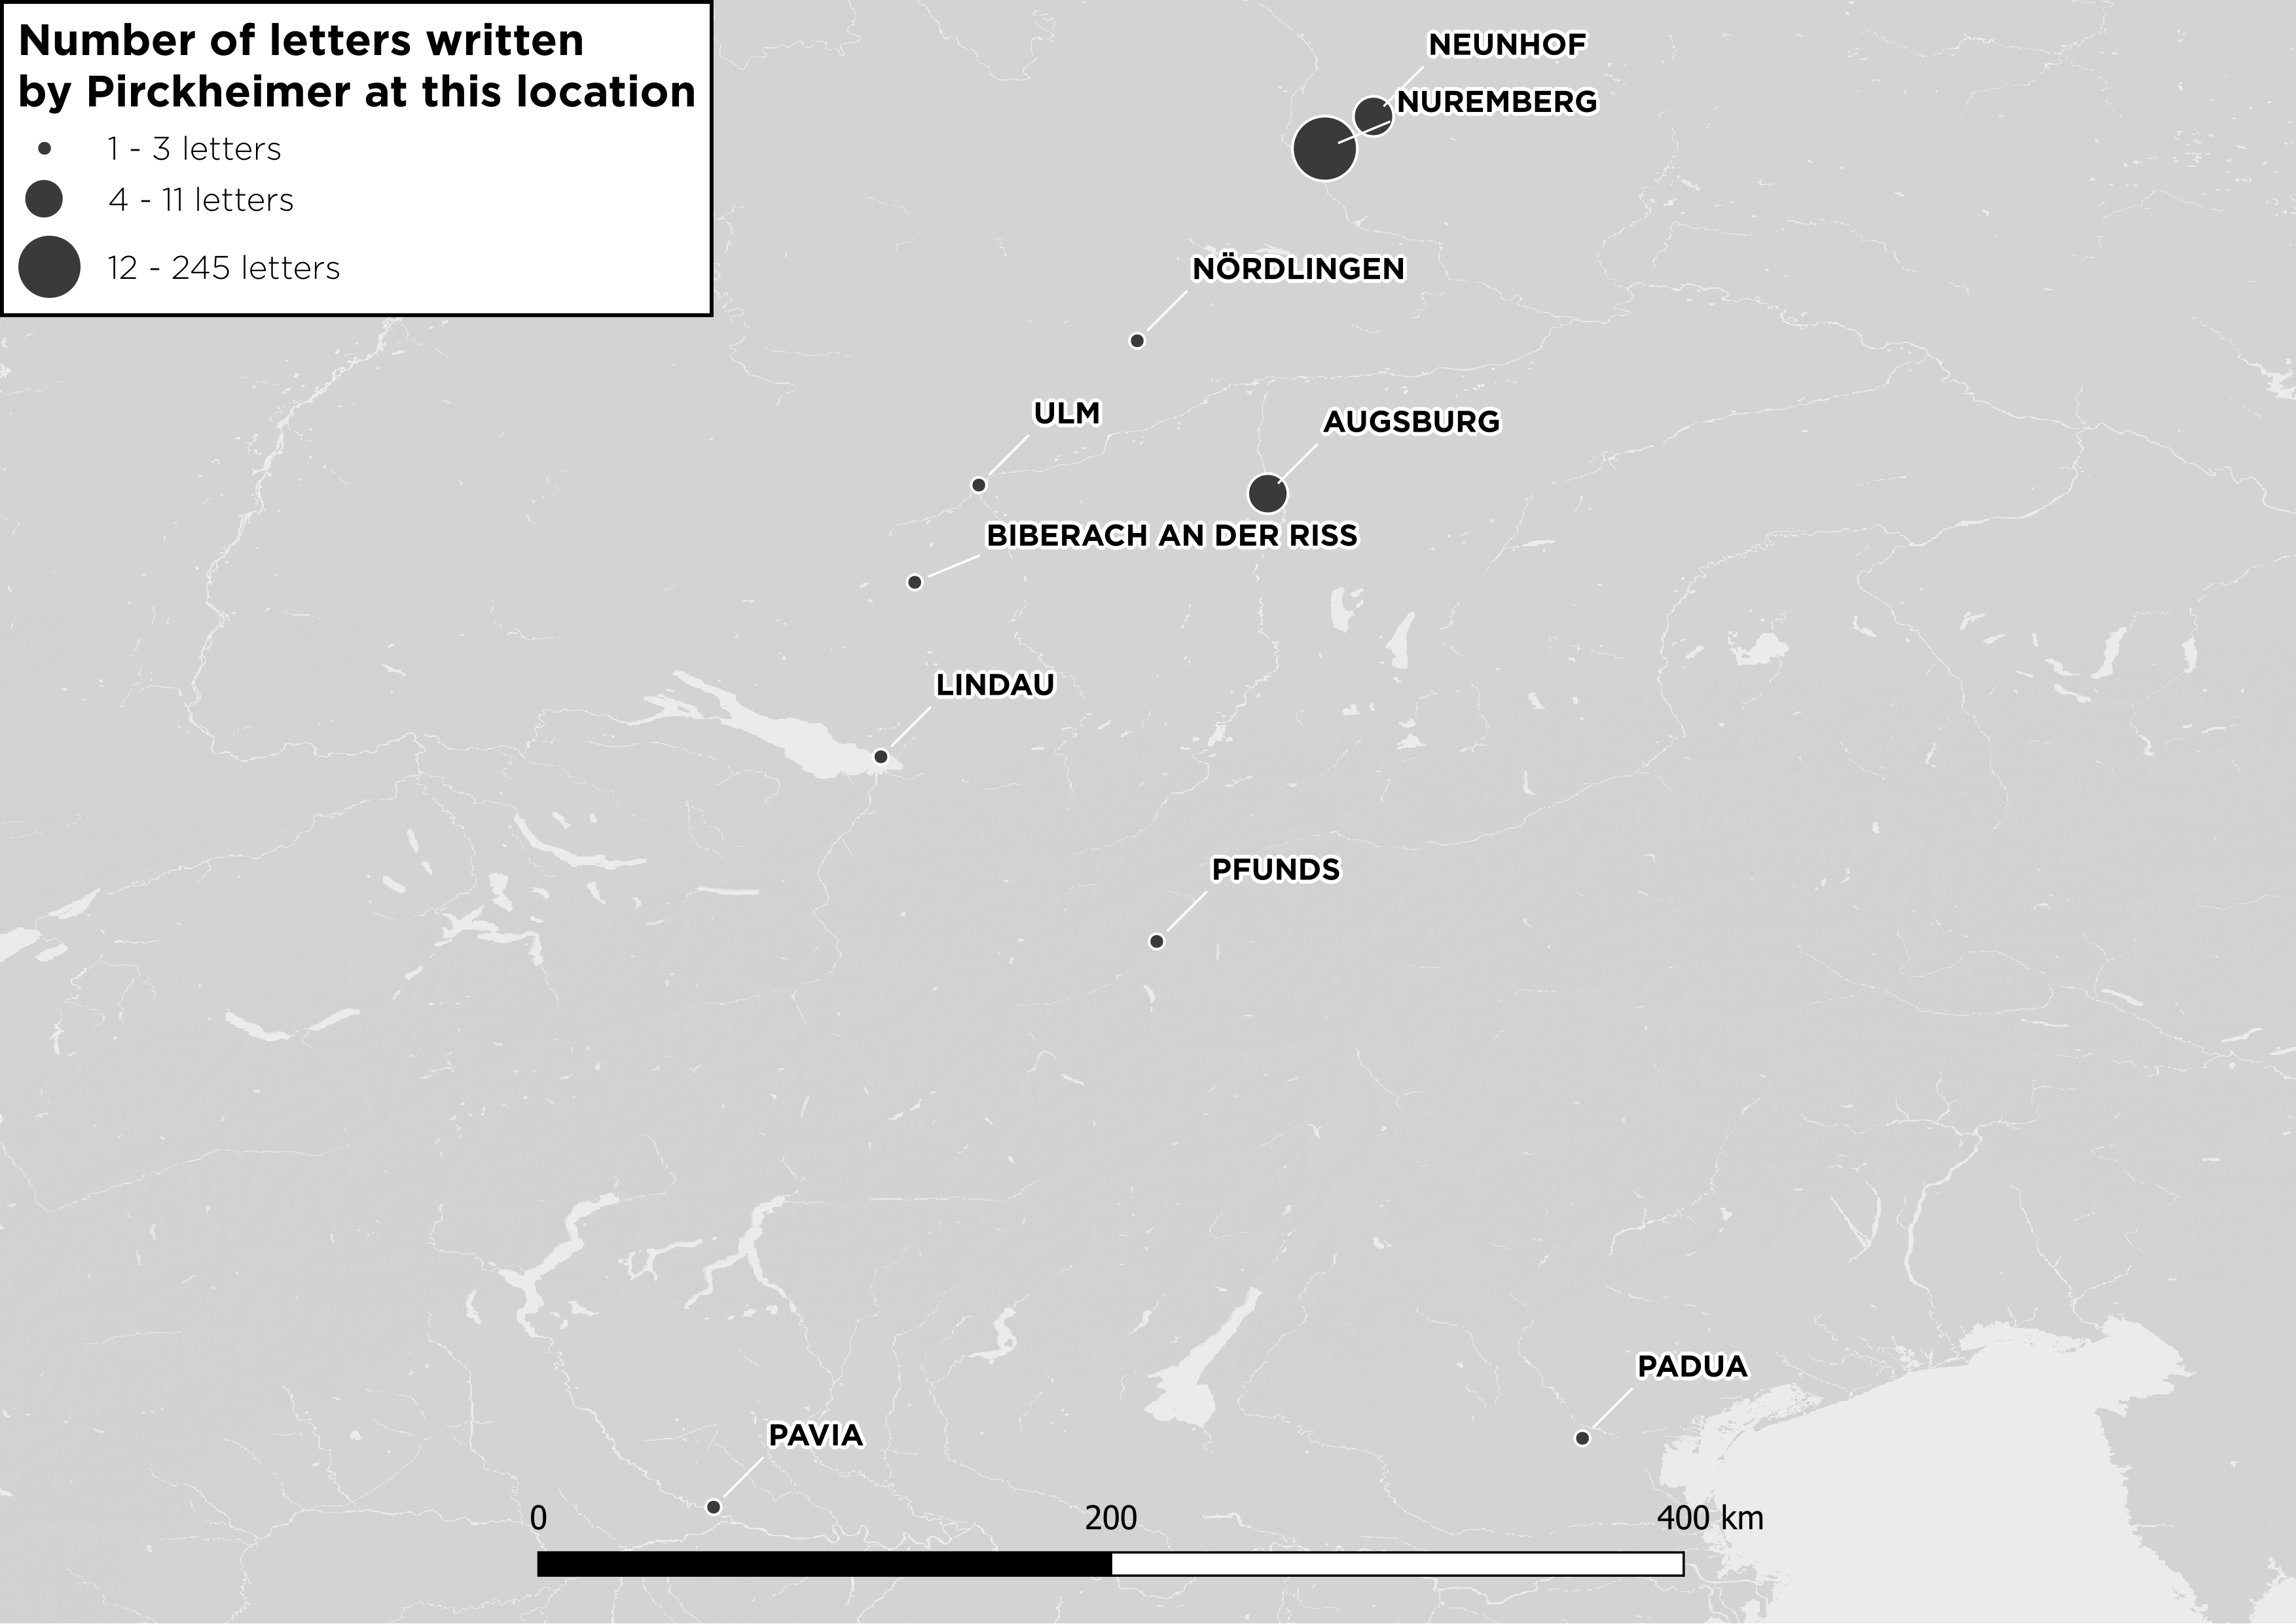 Number of letters written
by Pirckheimer at this location
1 - 3 letters
4 - 11 letters
12 - 245 letters
NEUNHOF
NUREMBERG
NÖRDLINGEN
ULM
AUGSBURG
BIBERACH AN DER RISS
LINDAU
PFUNDS
PADUA
PAVIA
0 200 400 km